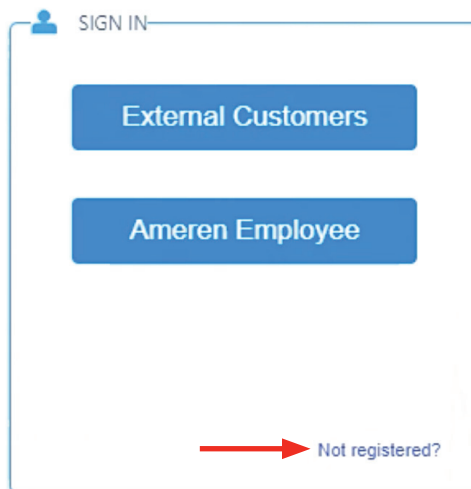 SIGN IN
External Customers
Ameren Employee
Not registered?